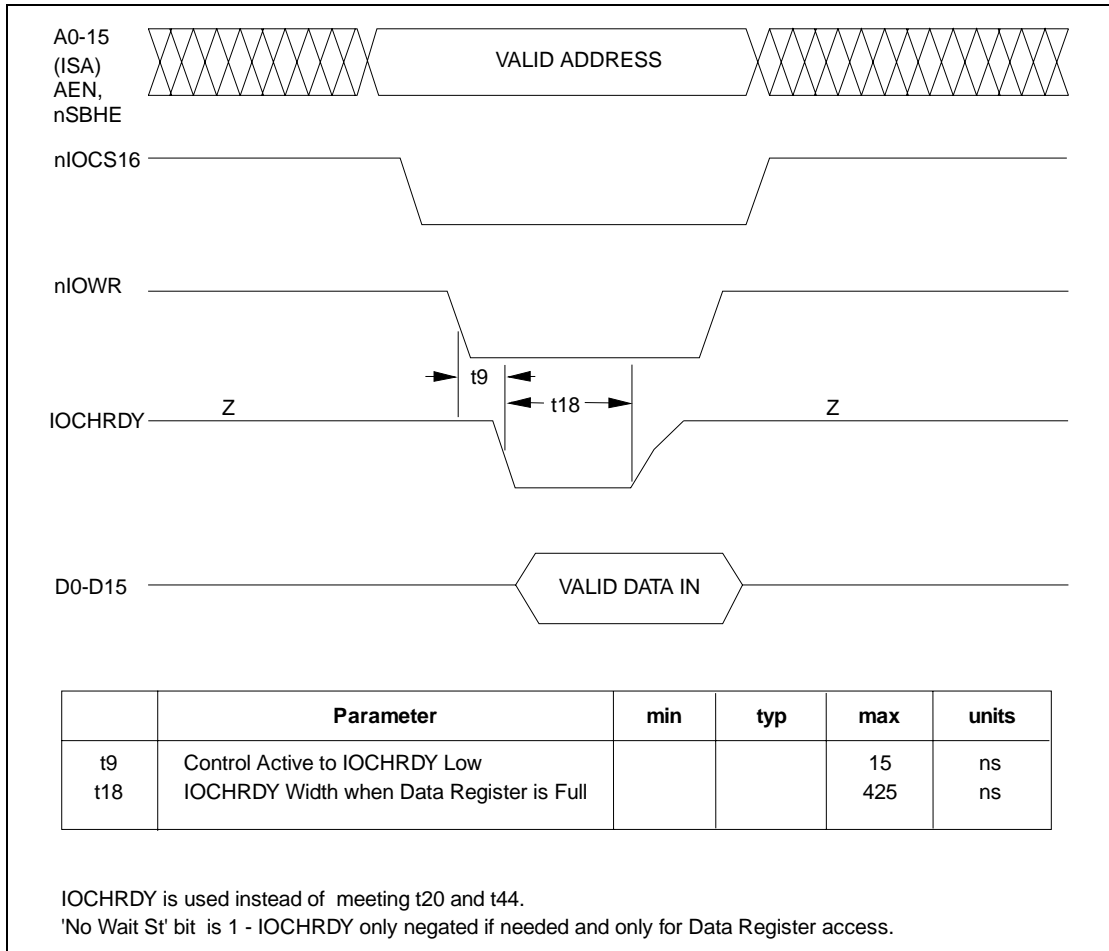 A0-15
(ISA)
AEN,
nSBHE
VALID ADDRESS
nIOCS16
nIOWR
t9
t18
IOCHRDY
Z
Z
D0-D15
VALID DATA IN
Parameter min typ max units
t9 Control Active to IOCHRDY Low 15 ns
t18 IOCHRDY Width when Data Register is Full 425 ns
IOCHRDY is used instead of meeting t20 and t44.
'No Wait St' bit is 1 - IOCHRDY only negated if needed and only for Data Register access.